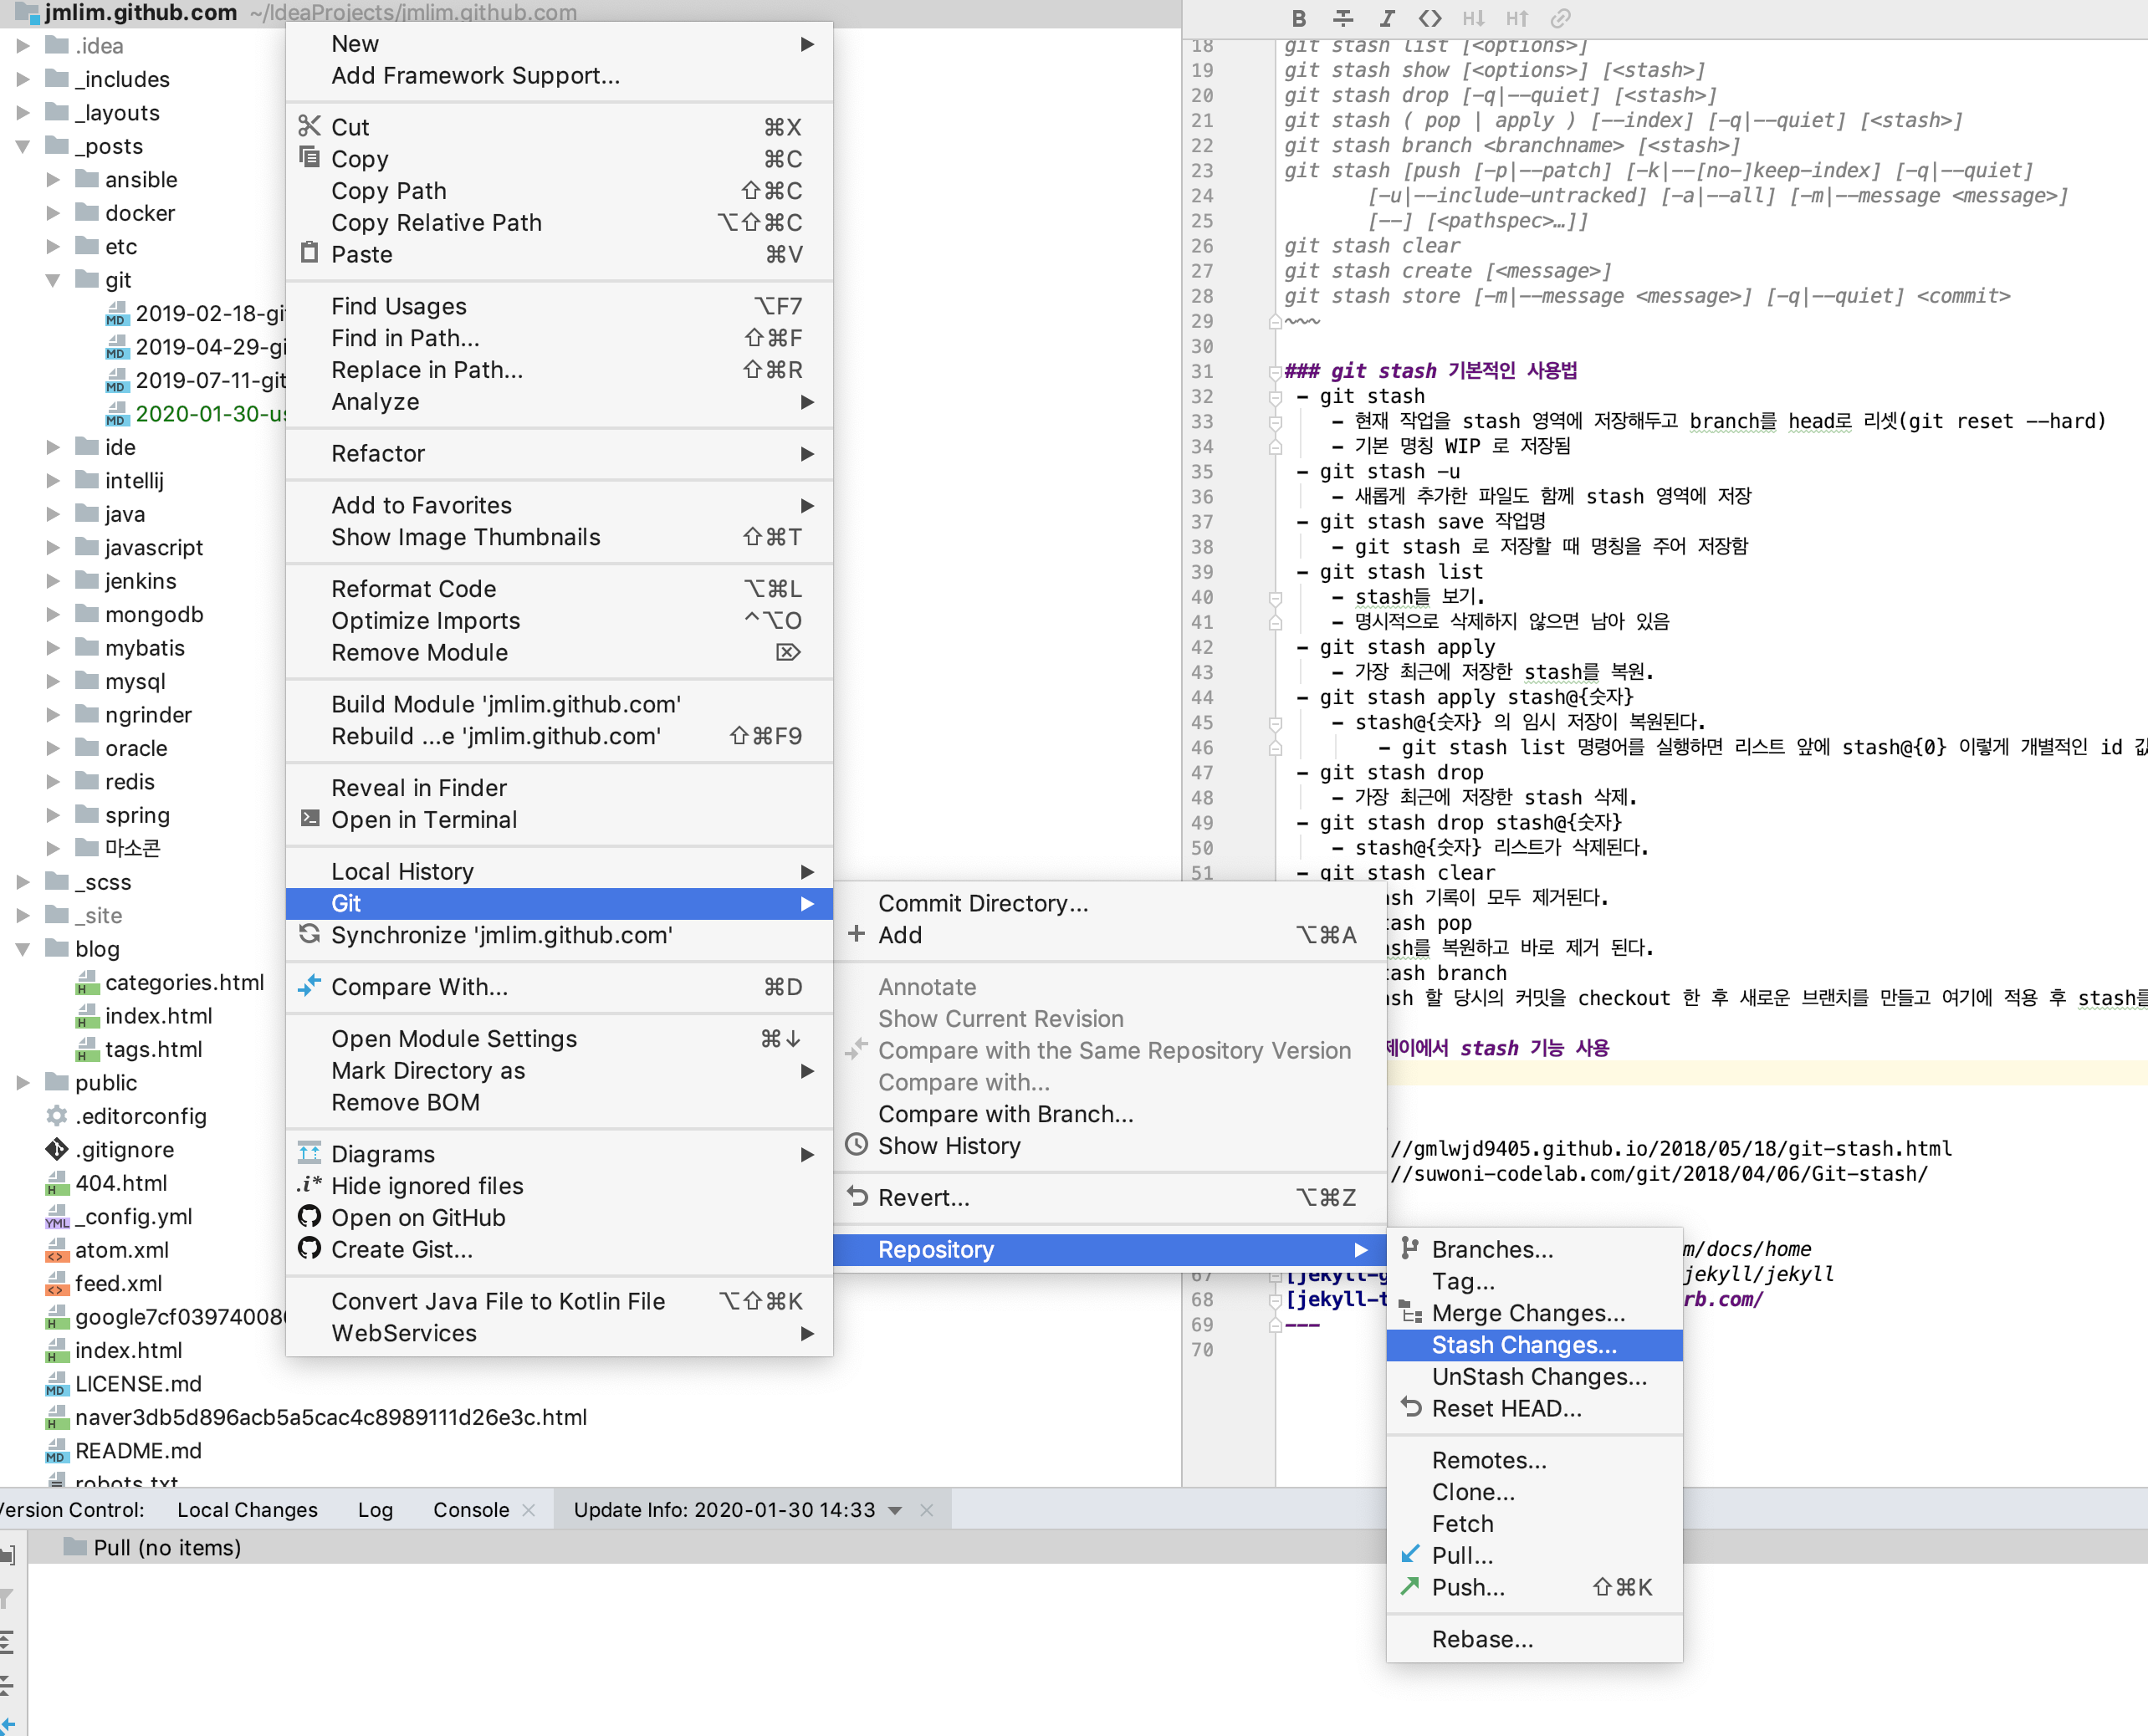 jmlim.github.com ~/IdeaProjects/jmlim.github.com
.idea
_includes
_layouts
_posts
ansible
docker
etc
git
2019-02-18-gi
2019-04-29-gi
2019-07-11-git
2020-01-30-us
ide
intellij
java
javascript
jenkins
mongodb
mybatis
mysql
ngrinder
oracle
redis
spring
마소콘
_scss
_site
blog
categories.html
index.html
tags.html
public
.editorconfig
.gitignore
404.html
_config.yml
atom.xml
feed.xml
google7cf03974008
index.html
LICENSE.md
naver3db5d896acb5a5cac4c8989111d26e3c.html
README.md
robots.txt
New
Add Framework Support...
Cut ⌘X
Copy ⌘C
Copy Path ⇧⌘C
Copy Relative Path ⌥⇧⌘C
Paste ⌘V
Find Usages ⌥F7
Find in Path... ⇧⌘F
Replace in Path... ⇧⌘R
Analyze
Refactor
Add to Favorites
Show Image Thumbnails ⇧⌘T
Reformat Code ⌥⌘L
Optimize Imports ^⌥O
Remove Module ⌦
Build Module 'jmlim.github.com'
Rebuild ...e 'jmlim.github.com' ⇧⌘F9
Reveal in Finder
Open in Terminal
Local History
Git
Synchronize 'jmlim.github.com'
Compare With... ⌘D
Open Module Settings ⌘↓
Mark Directory as
Remove BOM
Diagrams
.i* Hide ignored files
Open on GitHub
Create Gist...
Convert Java File to Kotlin File ⌥⇧⌘K
WebServices
Commit Directory...
Add ⌥⌘A
Annotate
Show Current Revision
Compare with the Same Repository Version
Compare with...
Compare with Branch...
Show History
Revert... ⌥⌘Z
Repository
Branches...
Tag...
Merge Changes...
Stash Changes...
UnStash Changes...
Reset HEAD...
Remotes...
Clone...
Fetch
Pull...
Push... ⇧⌘K
Rebase...
B I <> H↓ H↑
18 git stash list [<options>]
19 git stash show [<options>] [<stash>]
20 git stash drop [-q|--quiet] [<stash>]
21 git stash ( pop | apply ) [--index] [-q|--quiet] [<stash>]
22 git stash branch <branchname> [<stash>]
23 git stash [push [-p|--patch] [-k|--[no-]keep-index] [-q|--quiet]
24 [-u|--include-untracked] [-a|--all] [-m|--message <message>]
25 [--] [<pathspec>…]]
26 git stash clear
27 git stash create [<message>]
28 git stash store [-m|--message <message>] [-q|--quiet] <commit>
29 ~~~
30
31 ### git stash 기본적인 사용법
32 - git stash
33 - 현재 작업을 stash 영역에 저장해두고 branch를 head로 리셋(git reset --hard)
34 - 기본 명칭 WIP 로 저장됨
35 - git stash -u
36 - 새롭게 추가한 파일도 함께 stash 영역에 저장
37 - git stash save 작업명
38 - git stash 로 저장할 때 명칭을 주어 저장함
39 - git stash list
40 - stash들 보기.
41 - 명시적으로 삭제하지 않으면 남아 있음
42 - git stash apply
43 - 가장 최근에 저장한 stash를 복원.
44 - git stash apply stash@{숫자}
45 - stash@{숫자} 의 임시 저장이 복원된다.
46 - git stash list 명령어를 실행하면 리스트 앞에 stash@{0} 이렇게 개별적인 id 값
47 - git stash drop
48 - 가장 최근에 저장한 stash 삭제.
49 - git stash drop stash@{숫자}
50 - stash@{숫자} 리스트가 삭제된다.
51 - git stash clear
ash 기록이 모두 제거된다.
tash pop
ash를 복원하고 바로 제거 된다.
tash branch
ash 할 당시의 커밋을 checkout 한 후 새로운 브랜치를 만들고 여기에 적용 후 stash를
제이에서 stash 기능 사용
//gmlwjd9405.github.io/2018/05/18/git-stash.html
//suwoni-codelab.com/git/2018/04/06/Git-stash/
m/docs/home
67 [jekyll-g jekyll/jekyll
68 [jekyll-t rb.com/
69 ---
70
Version Control: Local Changes Log Console Update Info: 2020-01-30 14:33
Pull (no items)